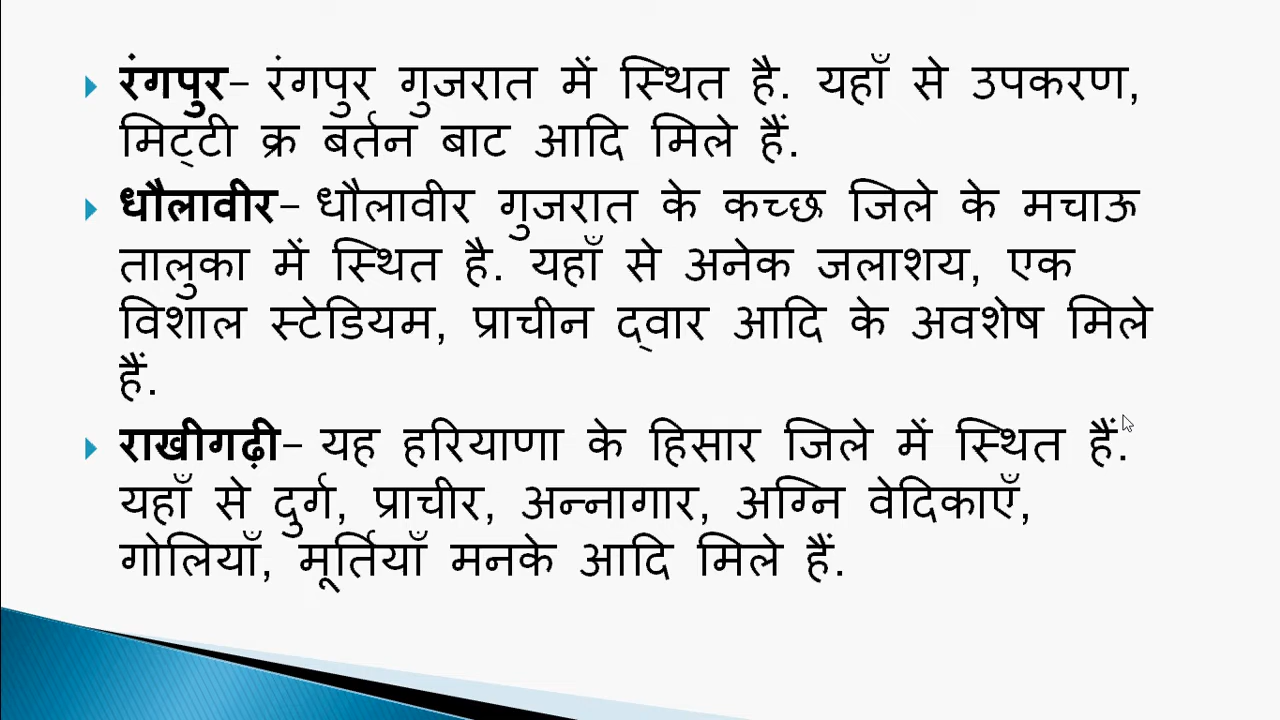 रंगपुर– रंगपुर गुजरात में स्थित है. यहाँ से उपकरण,
मिट्टी क्र बर्तन बाट आदि मिले हैं.
धौलावीर– धौलावीर गुजरात के कच्छ जिले के मचाऊ
तालुका में स्थित है. यहाँ से अनेक जलाशय, एक
विशाल स्टेडियम, प्राचीन द्वार आदि के अवशेष मिले
हैं.
राखीगढ़ी– यह हरियाणा के हिसार जिले में स्थित हैं.
यहाँ से दुर्ग, प्राचीर, अन्नागार, अग्नि वेदिकाएँ,
गोलियाँ, मूर्तियाँ मनके आदि मिले हैं.